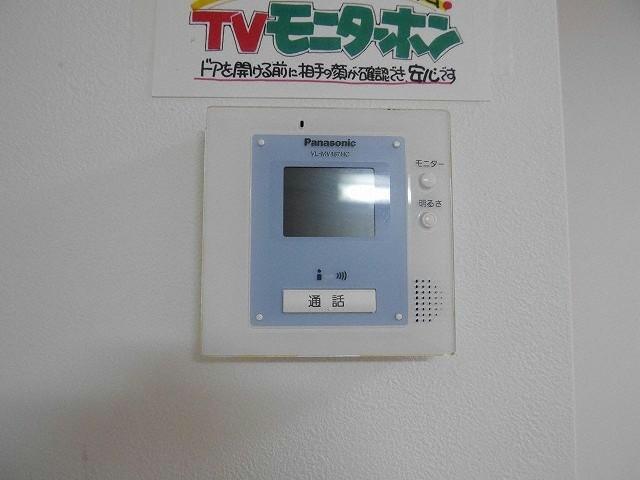 TVモニターホン
ドアを開ける前に相手の顔が確認でき、安心です
Panasonic
モニター
明るさ
通話